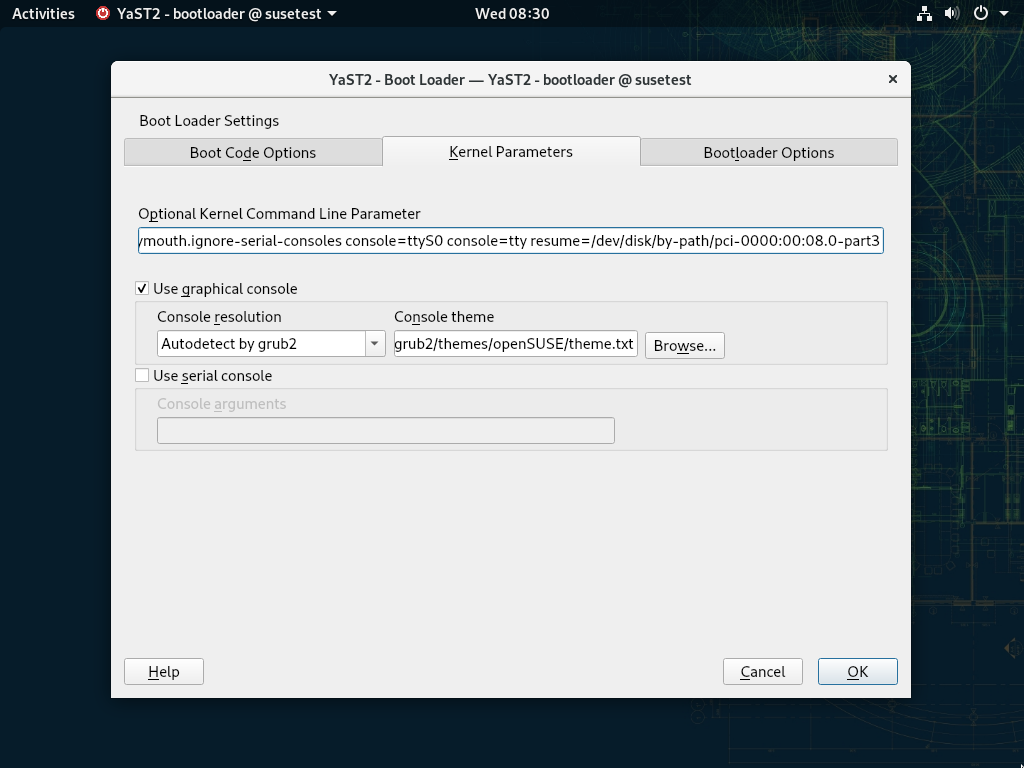 Activities YaST2 - bootloader @ susetest Wed 08:30
YaST2 - Boot Loader — YaST2 - bootloader @ susetest
Boot Loader Settings
Boot Code Options Kernel Parameters Bootloader Options
Optional Kernel Command Line Parameter
ymouth.ignore-serial-consoles console=ttyS0 console=tty resume=/dev/disk/by-path/pci-0000:00:08.0-part3
Use graphical console
Console resolution Console theme
Autodetect by grub2 grub2/themes/openSUSE/theme.txt Browse...
Use serial console
Console arguments
Help Cancel OK